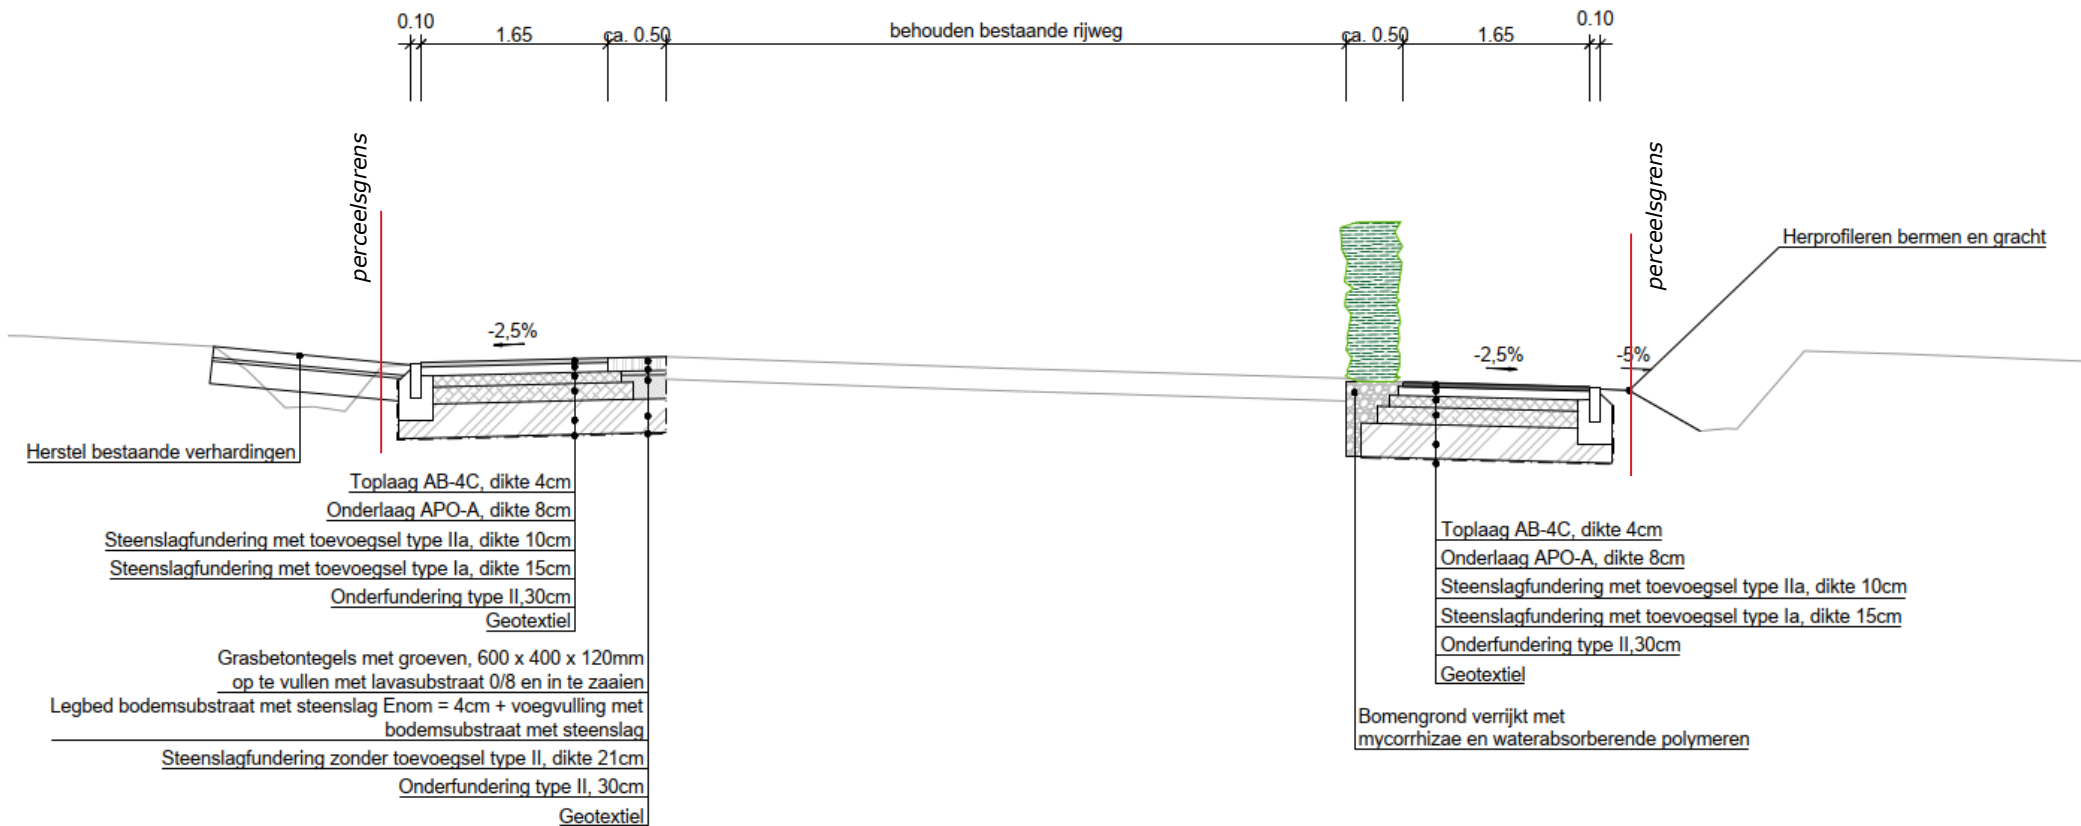 0.10
1.65
ca. 0.50
behouden bestaande rijweg
ca. 0.50
1.65
0.10
perceelsgrens
perceelsgrens
Herprofileren bermen en gracht
-2,5%
-2,5%
-5%
Herstel bestaande verhardingen
Toplaag AB-4C, dikte 4cm
Onderlaag APO-A, dikte 8cm
Steenslagfundering met toevoegsel type IIa, dikte 10cm
Steenslagfundering met toevoegsel type Ia, dikte 15cm
Onderfundering type II,30cm
Geotextiel
Grasbetontegels met groeven, 600 x 400 x 120mm
op te vullen met lavasubstraat 0/8 en in te zaaien
Legbed bodemsubstraat met steenslag Enom = 4cm + voegvulling met
bodemsubstraat met steenslag
Steenslagfundering zonder toevoegsel type II, dikte 21cm
Onderfundering type II, 30cm
Geotextiel
Toplaag AB-4C, dikte 4cm
Onderlaag APO-A, dikte 8cm
Steenslagfundering met toevoegsel type IIa, dikte 10cm
Steenslagfundering met toevoegsel type Ia, dikte 15cm
Onderfundering type II,30cm
Geotextiel
Bomengrond verrijkt met
mycorrhizae en waterabsorberende polymeren